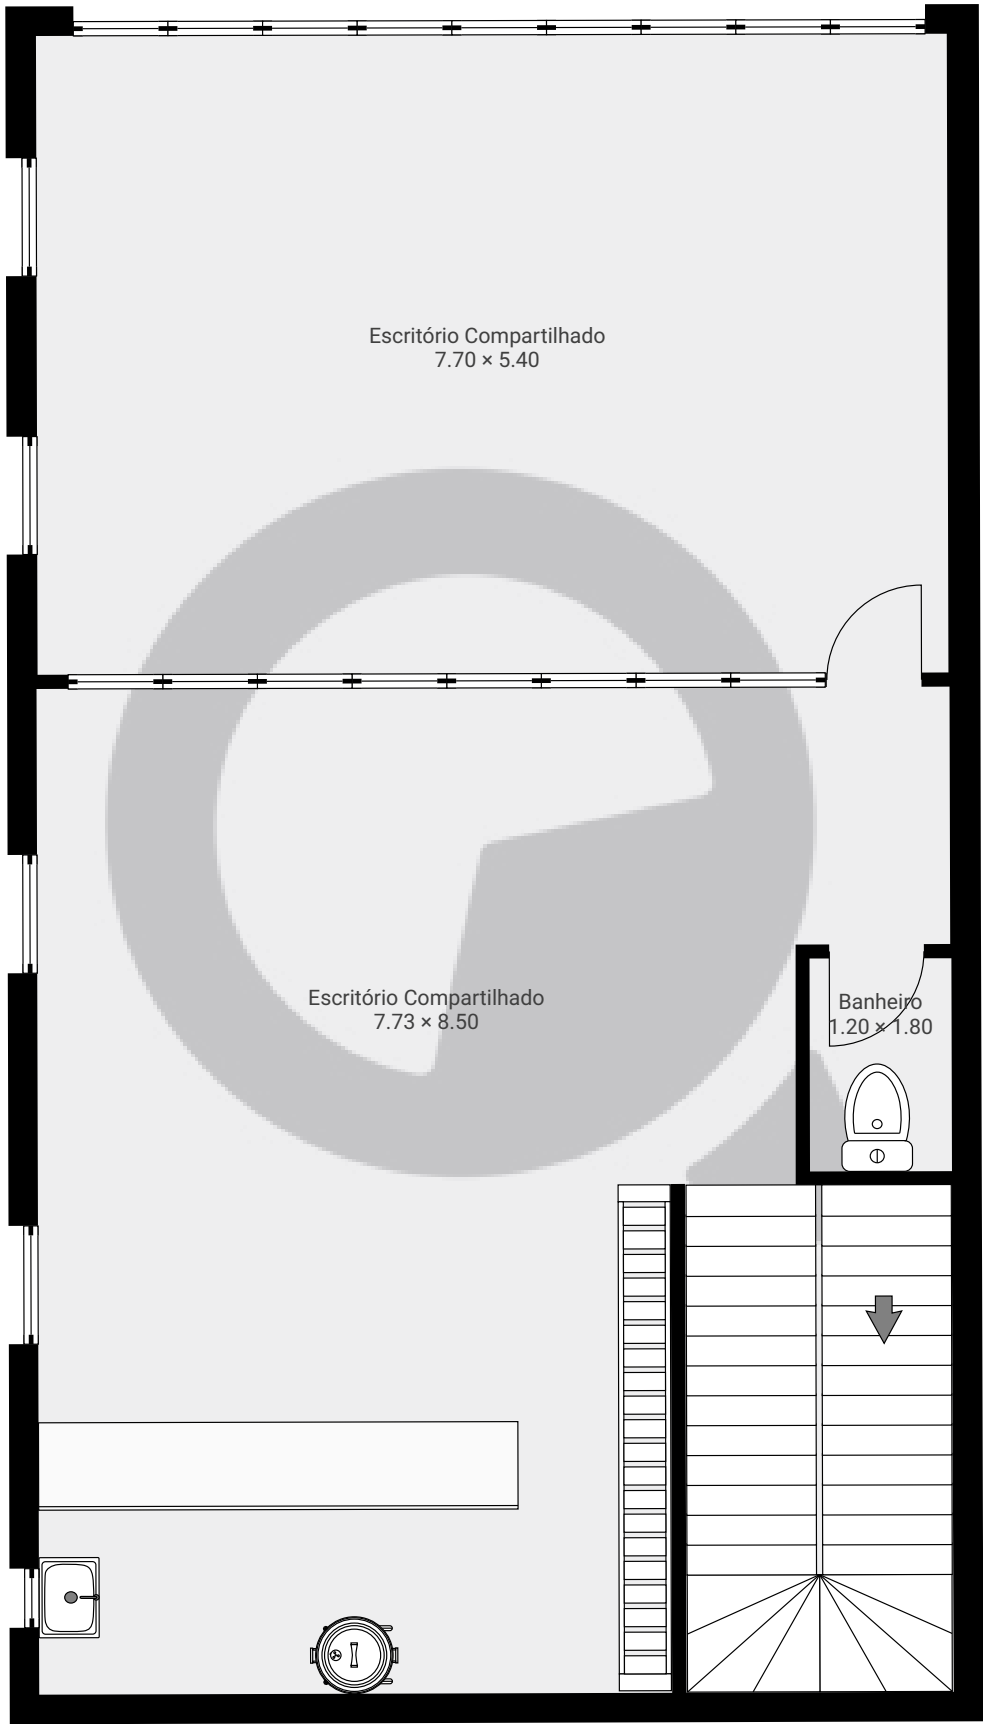 Escritório Compartilhado
7.70 × 5.40
Escritório Compartilhado
7.73 × 8.50
Banheiro
1.20 × 1.80